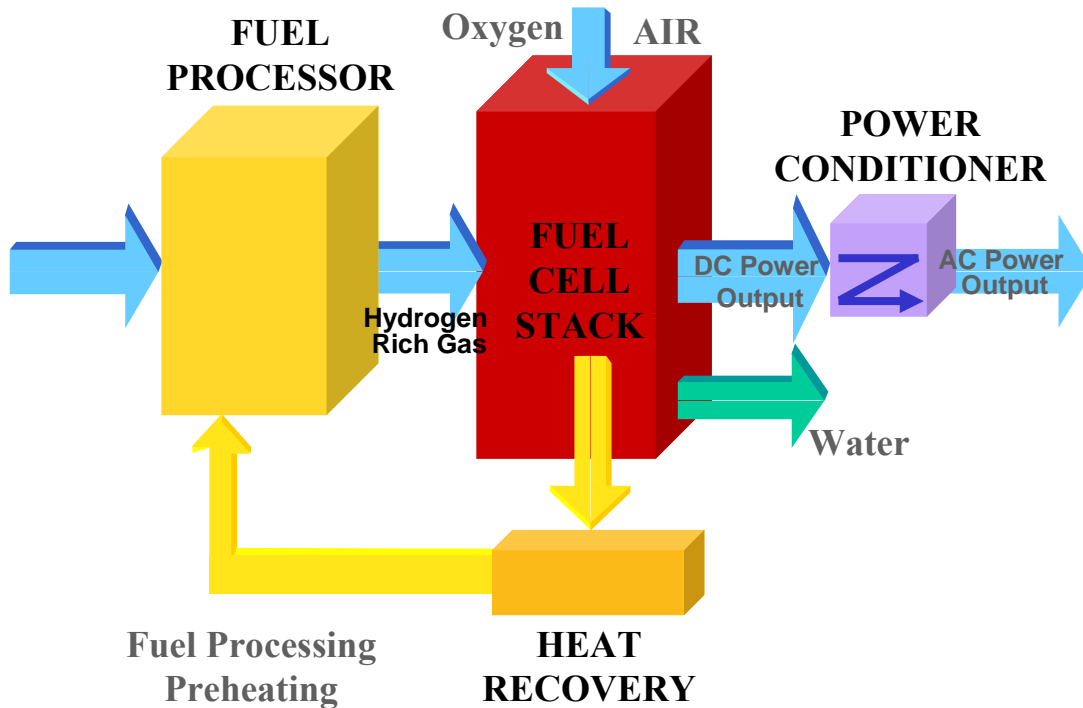 Oxygen
AIR
FUEL
PROCESSOR
POWER
CONDITIONER
FUEL
CELL
STACK
Hydrogen
Rich Gas
DC Power
Output
AC Power
Output
Water
Fuel Processing
Preheating
HEAT
RECOVERY